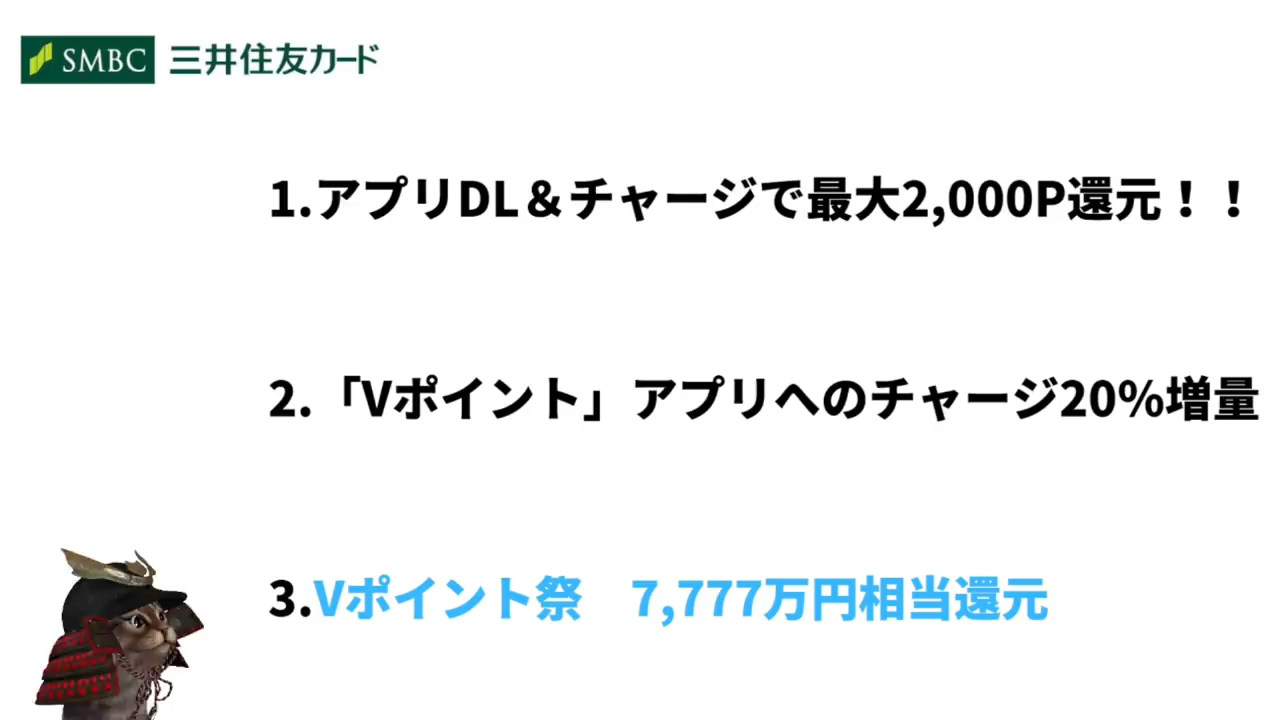 SMBC 三井住友カード
1.アプリDL＆チャージで最大2,000P還元！！
2.「Vポイント」アプリへのチャージ20%増量
3.Vポイント祭　7,777万円相当還元